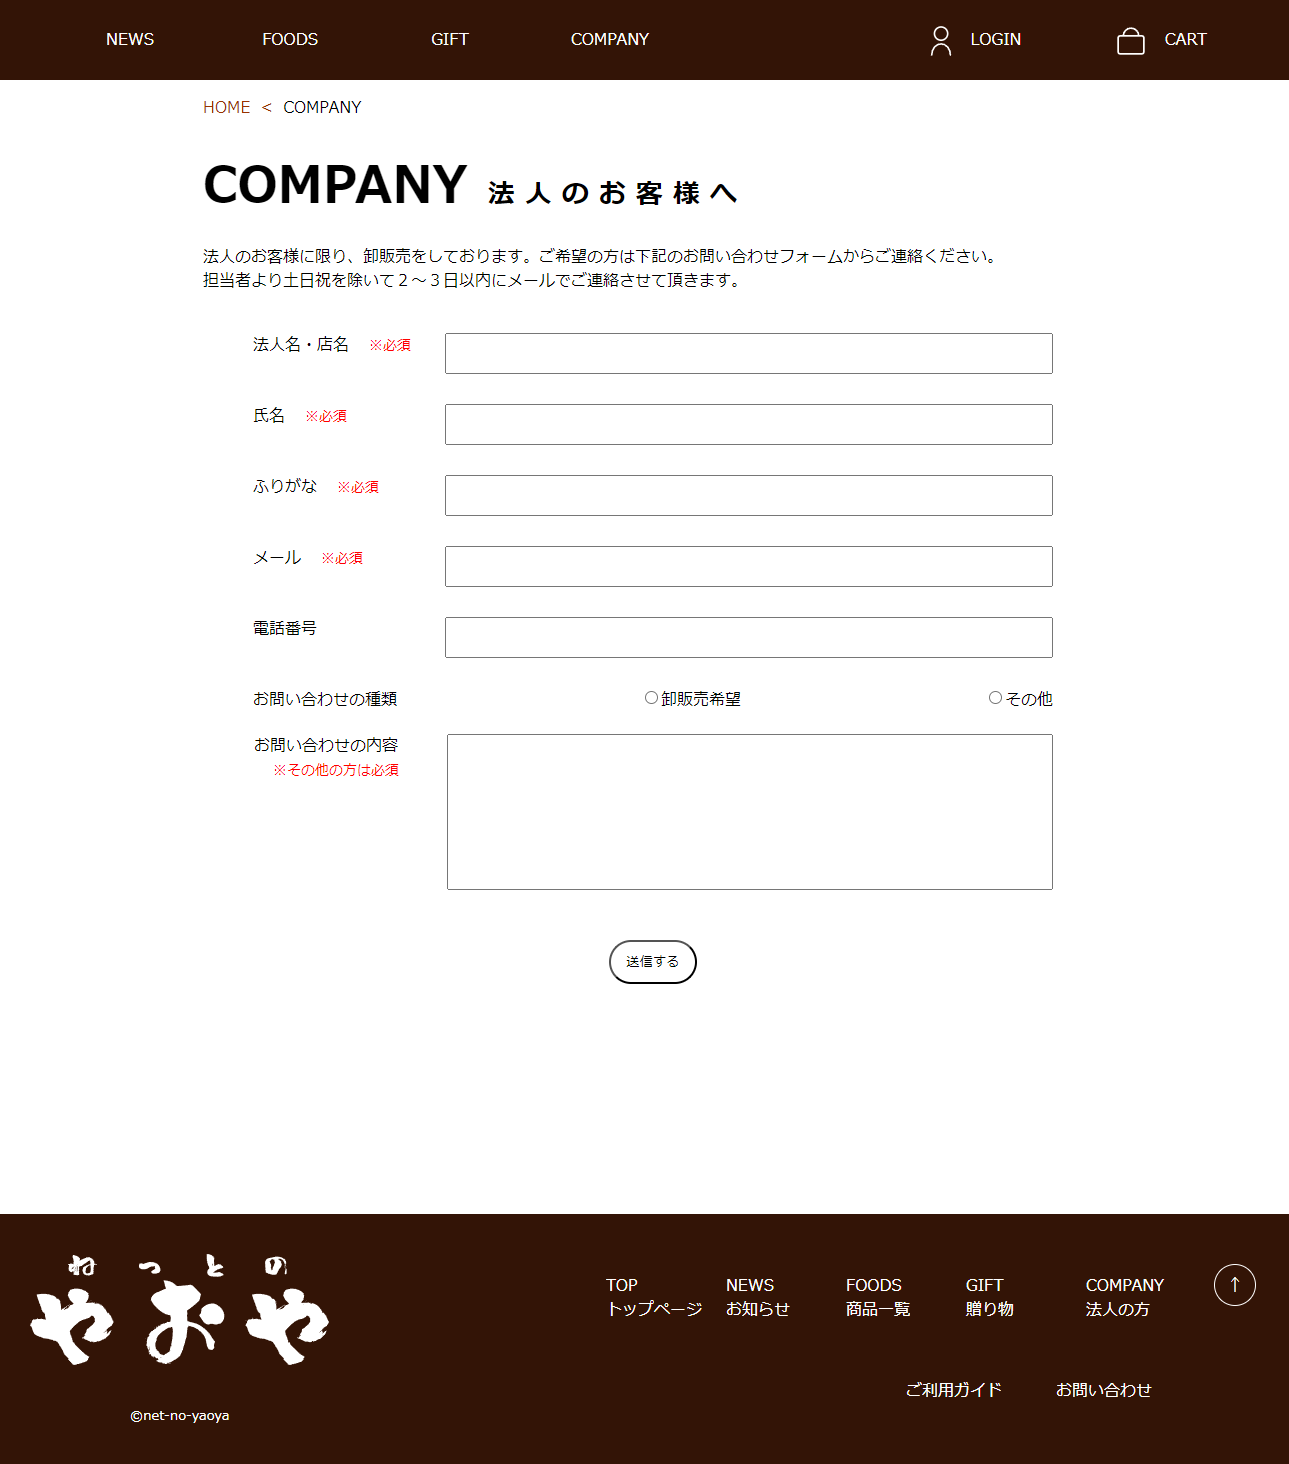 NEWS FOODS GIFT COMPANY LOGIN CART
HOME < COMPANY
COMPANY 法人のお客様へ
法人のお客様に限り、卸販売をしております。ご希望の方は下記のお問い合わせフォームからご連絡ください。
担当者より土日祝を除いて２～３日以内にメールでご連絡させて頂きます。
法人名・店名 ※必須
氏名 ※必須
ふりがな ※必須
メール ※必須
電話番号
お問い合わせの種類 卸販売希望 その他
お問い合わせの内容
※その他の方は必須
送信する
ねっとの
やおや
©net-no-yaoya
TOP NEWS FOODS GIFT COMPANY ↑
トップページ お知らせ 商品一覧 贈り物 法人の方
ご利用ガイド お問い合わせ